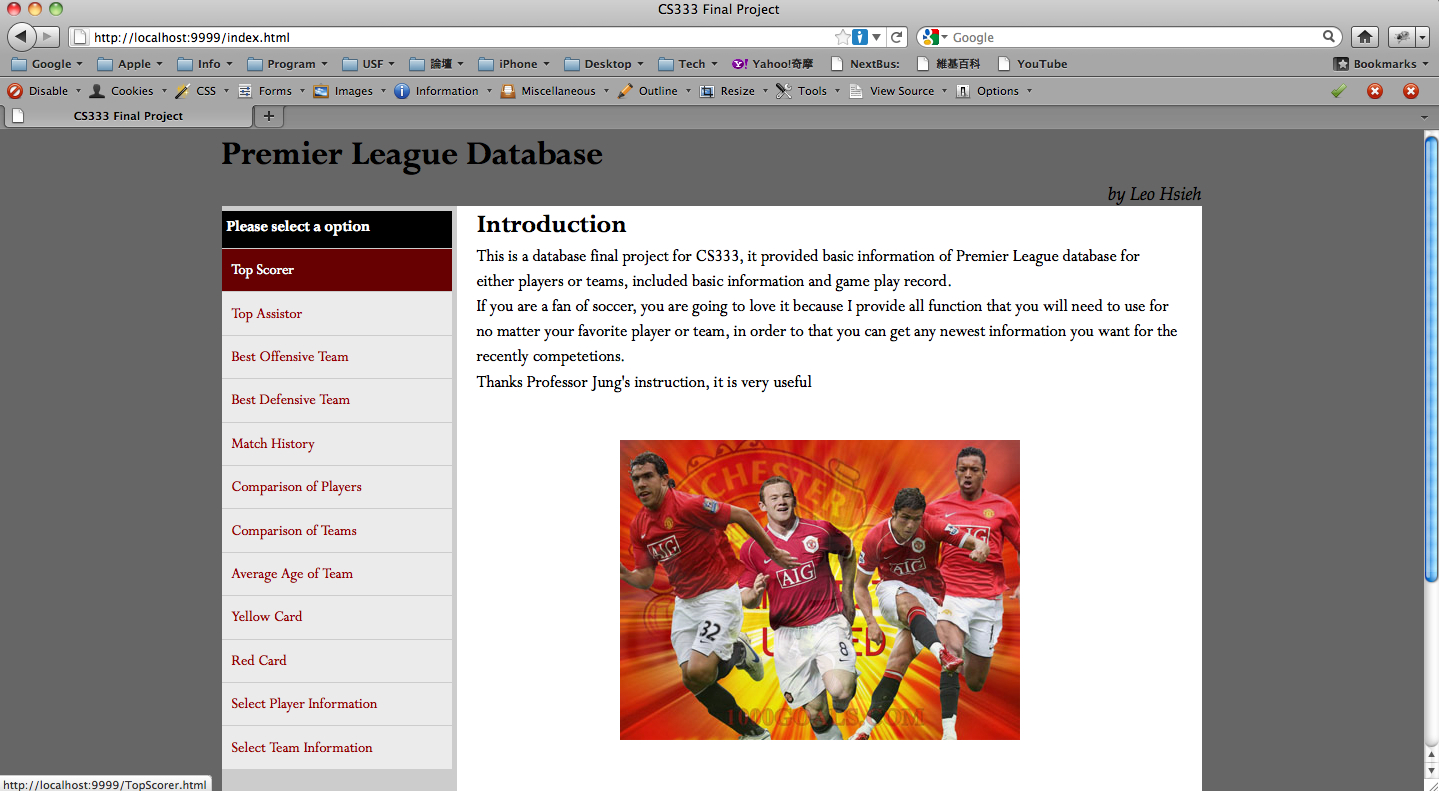 CS333 Final Project
http://localhost:9999/index.html
Google
Google Apple Info Program USF 論壇 iPhone Desktop Tech Yahoo!奇摩 NextBus: 維基百科 YouTube Bookmarks
Disable Cookies CSS Forms Images Information Miscellaneous Outline Resize Tools View Source Options
CS333 Final Project
Premier League Database
by Leo Hsieh
Please select a option
Top Scorer
Top Assistor
Best Offensive Team
Best Defensive Team
Match History
Comparison of Players
Comparison of Teams
Average Age of Team
Yellow Card
Red Card
Select Player Information
Select Team Information
Introduction
This is a database final project for CS333, it provided basic information of Premier League database for
either players or teams, included basic information and game play record.
If you are a fan of soccer, you are going to love it because I provide all function that you will need to use for
no matter your favorite player or team, in order to that you can get any newest information you want for the
recently competetions.
Thanks Professor Jung's instruction, it is very useful
CHESTER
AIG
AIG
AIG
32
8
1
1000GOALS.COM
http://localhost:9999/TopScorer.html